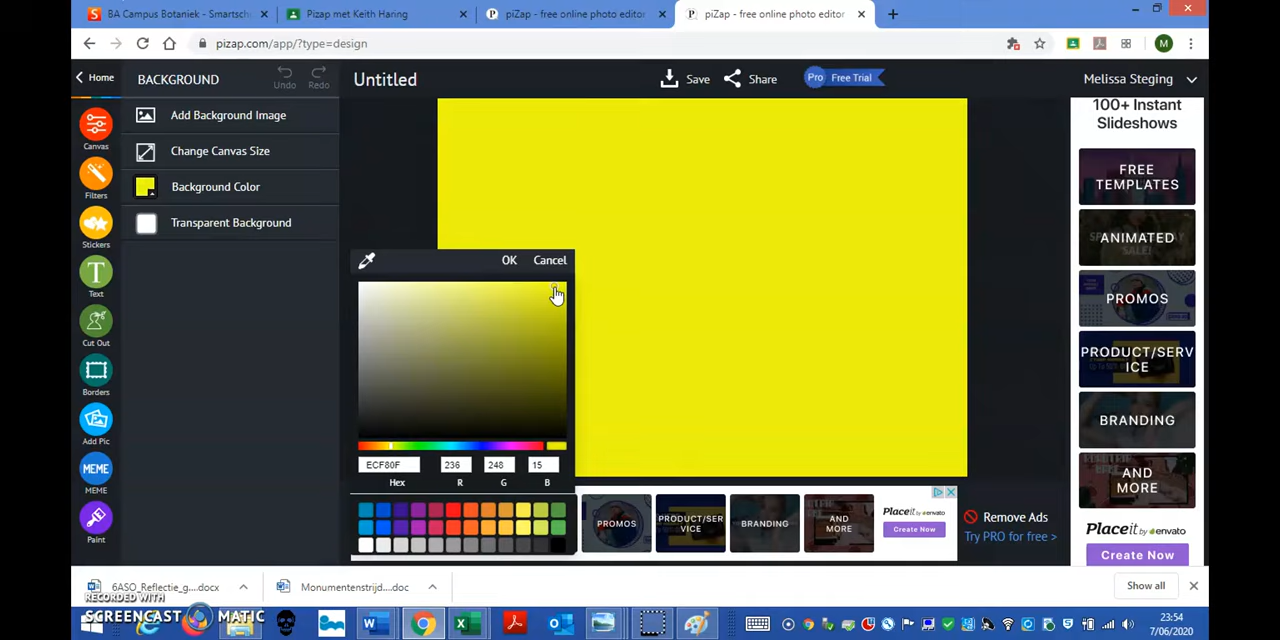 BA Campus Botaniek - Smartsch
Pizap met Keith Haring
piZap - free online photo editor
piZap - free online photo editor
pizap.com/app/?type=design
M
Home
BACKGROUND
Undo
Redo
Untitled
Save
Share
Pro
Free Trial
Melissa Steging
Canvas
Filters
Stickers
Text
Cut Out
Borders
Add Pic
MEME
MEME
Paint
Add Background Image
Change Canvas Size
Background Color
Transparent Background
OK
Cancel
ECF80F
236
248
15
Hex
R
G
B
100+ Instant
Slideshows
FREE
TEMPLATES
ANIMATED
PROMOS
PRODUCT/SERV
ICE
BRANDING
AND
MORE
Placeit by envato
Create Now
PROMOS
PRODUCT/SER
VICE
BRANDING
AND
MORE
Placeit by envato
Create Now
Remove Ads
Try PRO for free >
6ASO_Reflectie_g....docx
Monumentenstrijd....doc
Show all
RECORDED WITH
SCREENCAST MATIC
23:54
7/06/2020